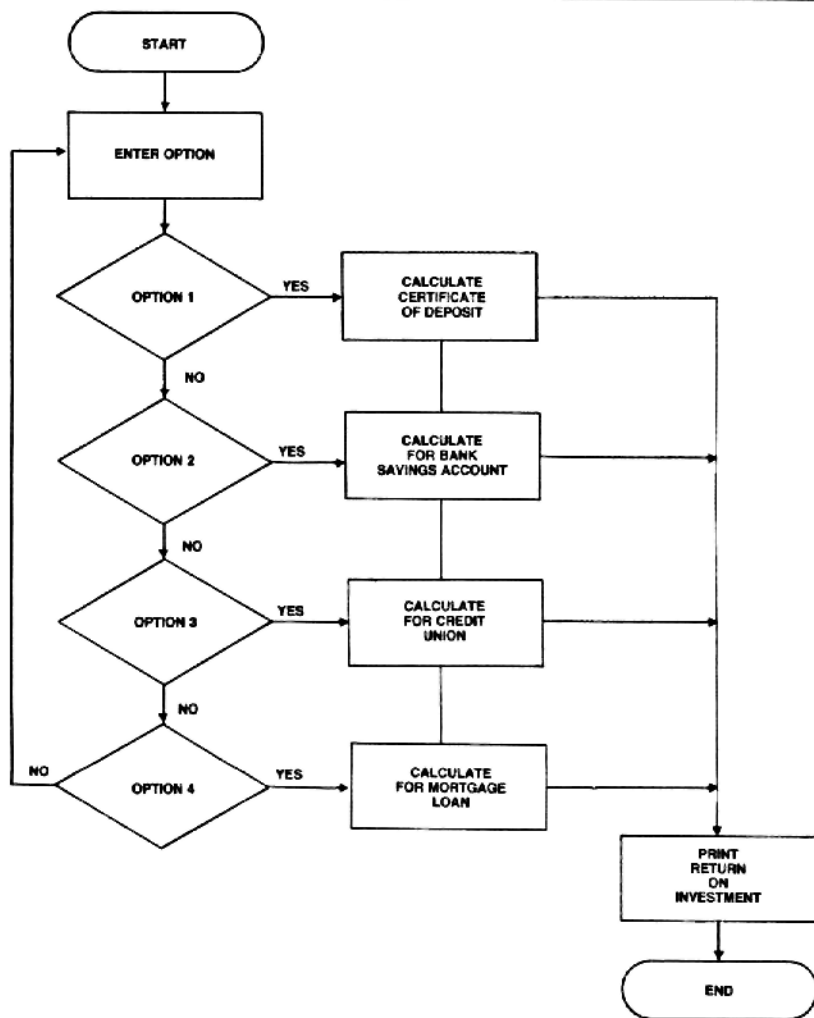 START
ENTER OPTION
OPTION 1
YES
CALCULATE
CERTIFICATE
OF DEPOSIT
NO
OPTION 2
YES
CALCULATE
FOR BANK
SAVINGS ACCOUNT
NO
OPTION 3
YES
CALCULATE
FOR CREDIT
UNION
NO
NO
OPTION 4
YES
CALCULATE
FOR MORTGAGE
LOAN
PRINT
RETURN
ON
INVESTMENT
END